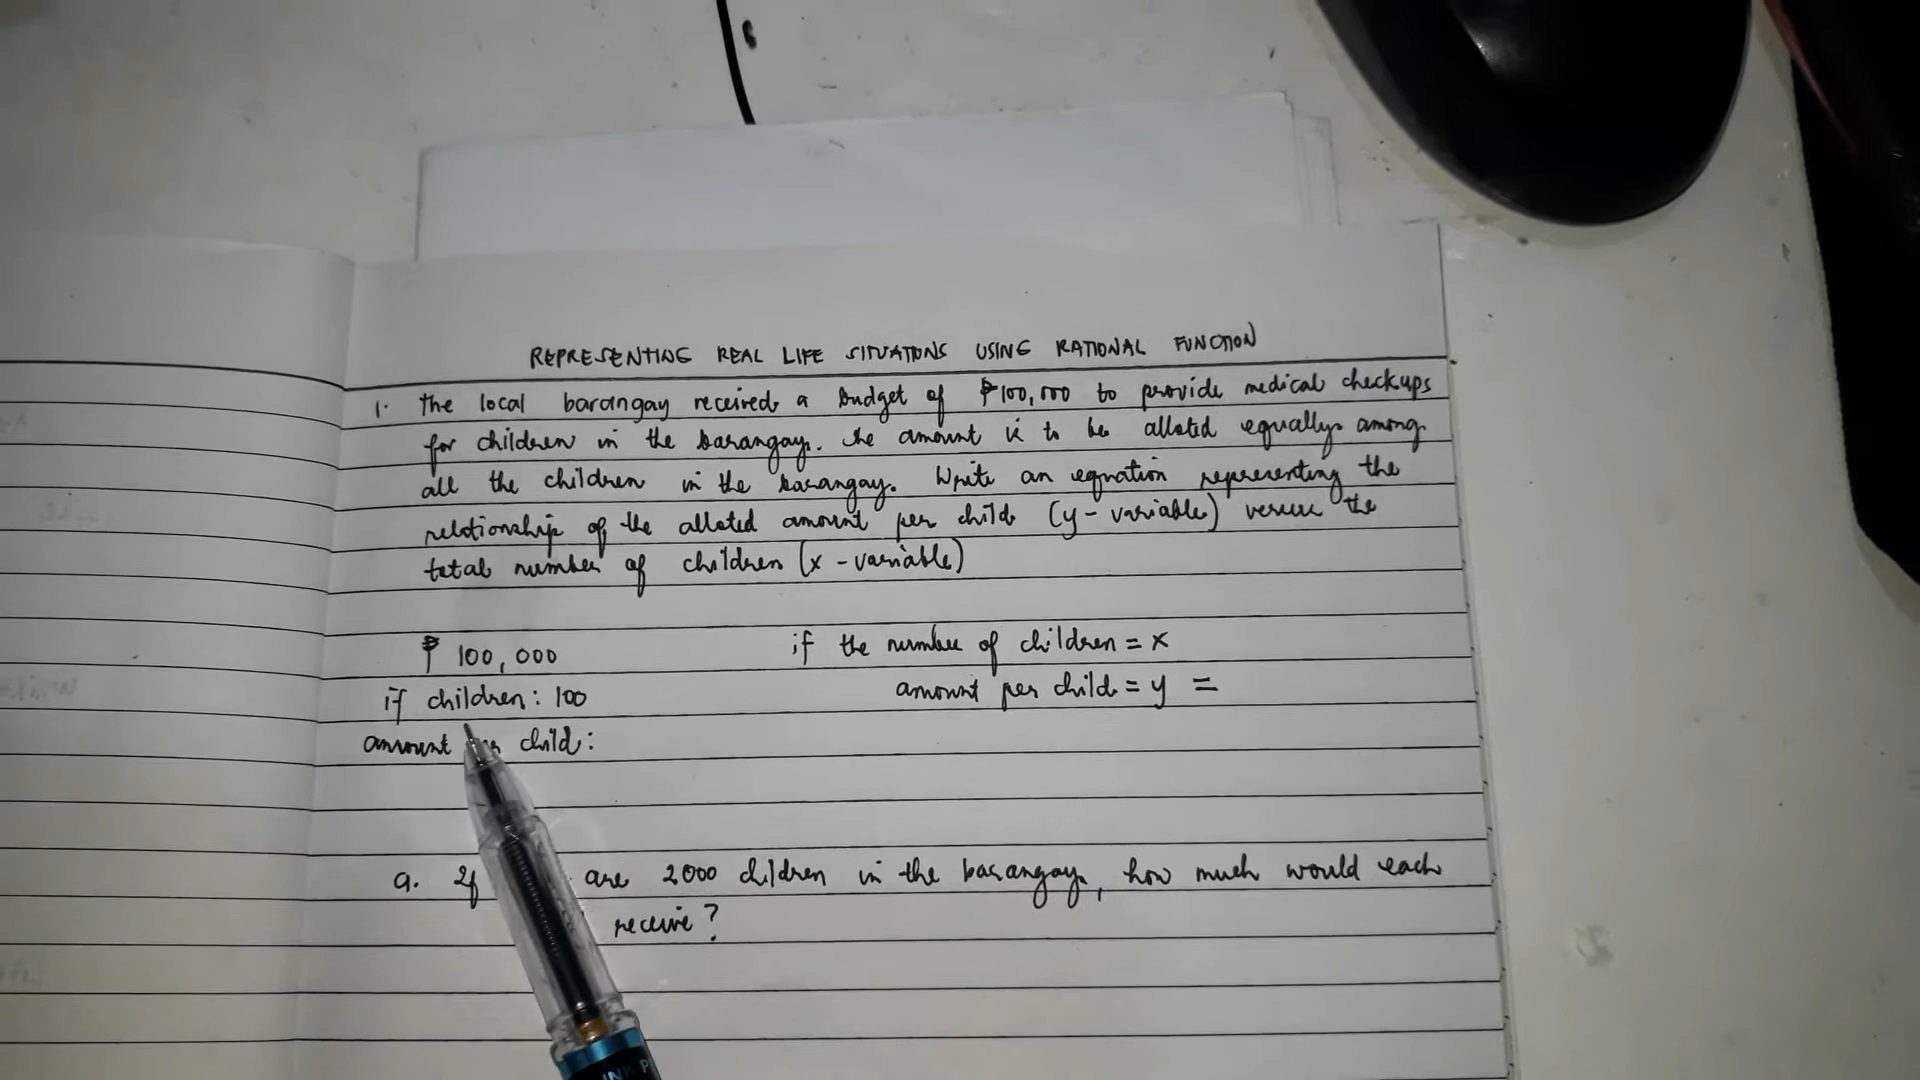 REPRESENTING REAL LIFE SITUATIONS USING RATIONAL FUNCTION
1. The local barangay received a budget of ₱100,000 to provide medical checkups
for children in the barangay. The amount is to be alloted equally among
all the children in the barangay. Write an equation representing the
relationship of the alloted amount per child (y-variable) versus the
total number of children (x-variable)
₱ 100,000
if children: 100
amount child:
if the number of children = x
amount per child = y =
a. If are 2000 children in the barangay, how much would each
receive?
INK P